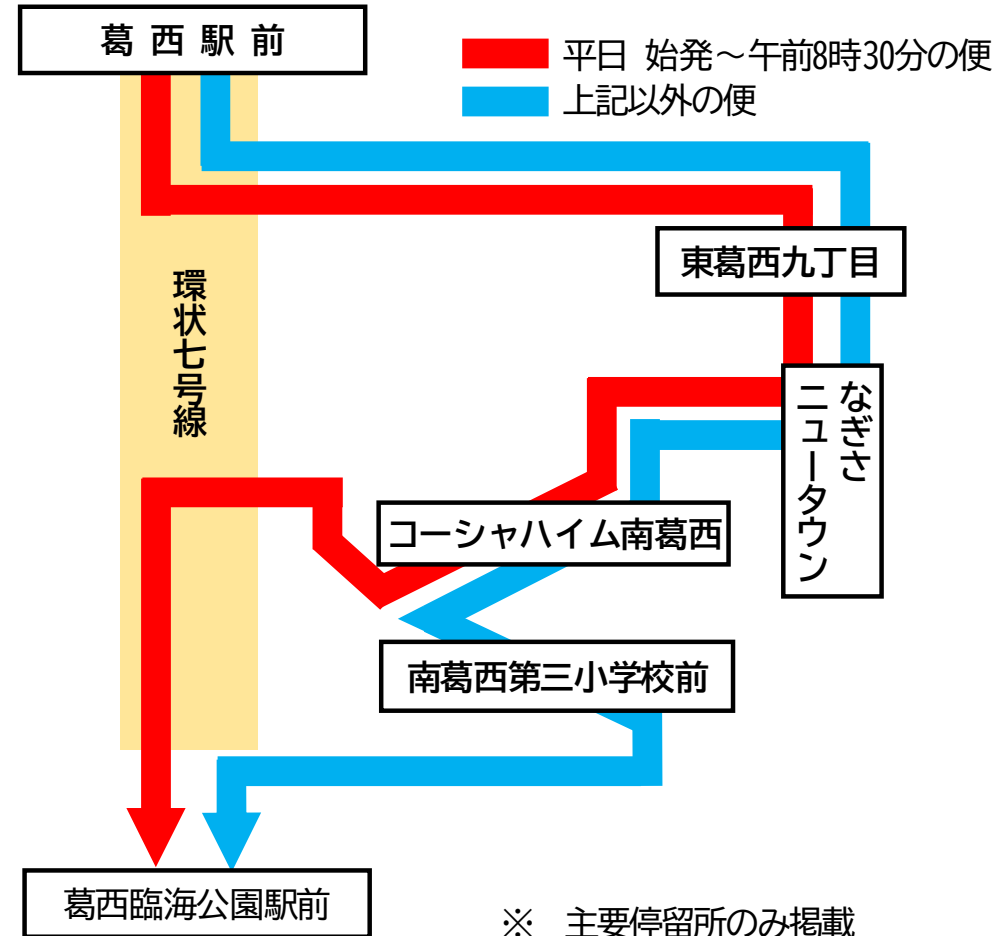 葛西駅前
平日 始発～午前8時30分の便
上記以外の便
東葛西九丁目
環状七号線
なぎさ
ニュータウン
コーシャハイム南葛西
南葛西第三小学校前
葛西臨海公園駅前
※ 主要停留所のみ掲載